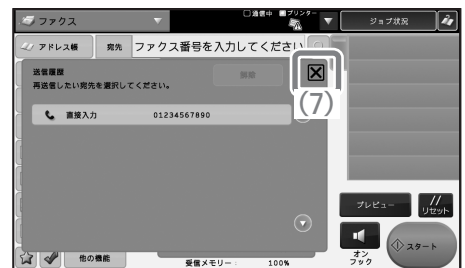 ファクス
□通信中 ■プリンター
ジョブ状況
アドレス帳
宛先
ファクス番号を入力してください
送信履歴
再送信したい宛先を選択してください。
詳細
(7)
直接入力 01234567890
プレビュー
リセット
オン
フック
スタート
他の機能
受信メモリー: 100%